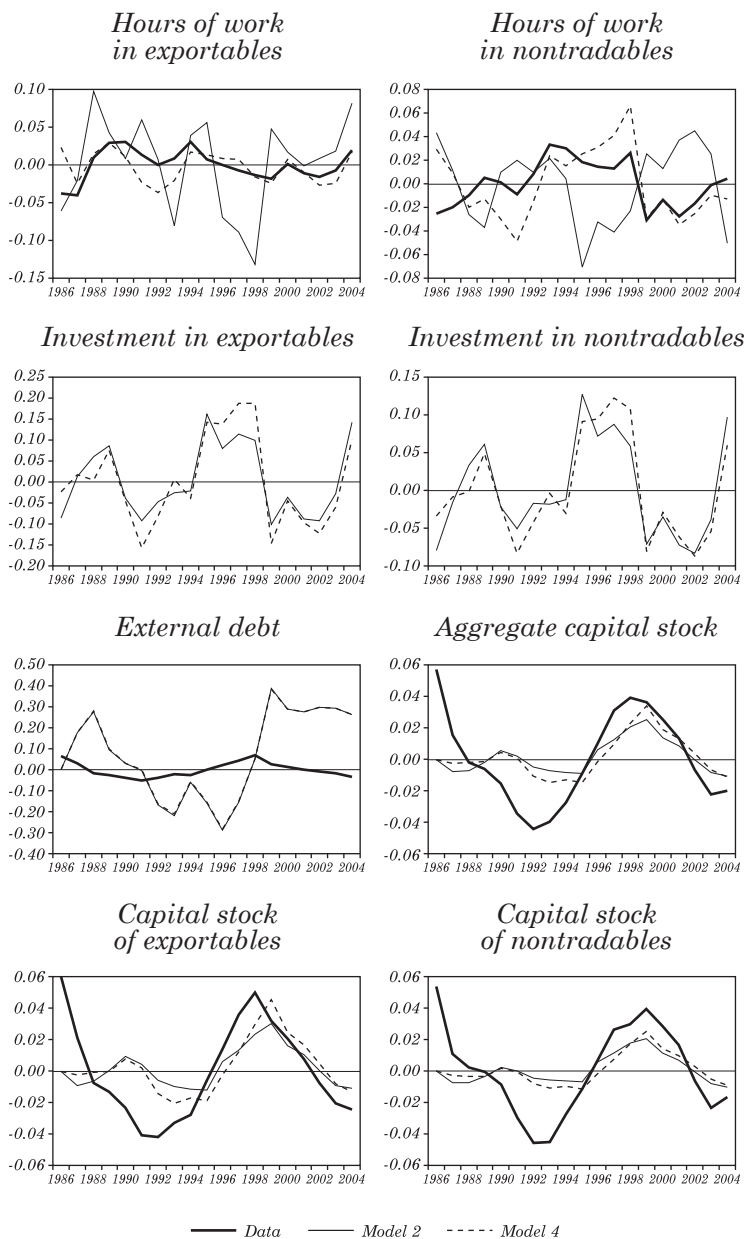 Hours of work
in exportables
Hours of work
in nontradables
0.10
0.05
0.00
-0.05
-0.10
-0.15
1986 1988 1990 1992 1994 1996 1998 2000 2002 2004
0.08
0.06
0.04
0.02
0.00
-0.02
-0.04
-0.06
-0.08
1986 1988 1990 1992 1994 1996 1998 2000 2002 2004
Investment in exportables
Investment in nontradables
0.25
0.20
0.15
0.10
0.05
0.00
-0.05
-0.10
-0.15
-0.20
1986 1988 1990 1992 1994 1996 1998 2000 2002 2004
0.15
0.10
0.05
0.00
-0.05
-0.10
1986 1988 1990 1992 1994 1996 1998 2000 2002 2004
External debt
Aggregate capital stock
0.50
0.40
0.30
0.20
0.10
0.00
-0.10
-0.20
-0.30
-0.40
1986 1988 1990 1992 1994 1996 1998 2000 2002 2004
0.06
0.04
0.02
0.00
-0.02
-0.04
-0.06
1986 1988 1990 1992 1994 1996 1998 2000 2002 2004
Capital stock
of exportables
Capital stock
of nontradables
0.06
0.04
0.02
0.00
-0.02
-0.04
-0.06
1986 1988 1990 1992 1994 1996 1998 2000 2002 2004
0.06
0.04
0.02
0.00
-0.02
-0.04
-0.06
1986 1988 1990 1992 1994 1996 1998 2000 2002 2004
Data Model 2 Model 4